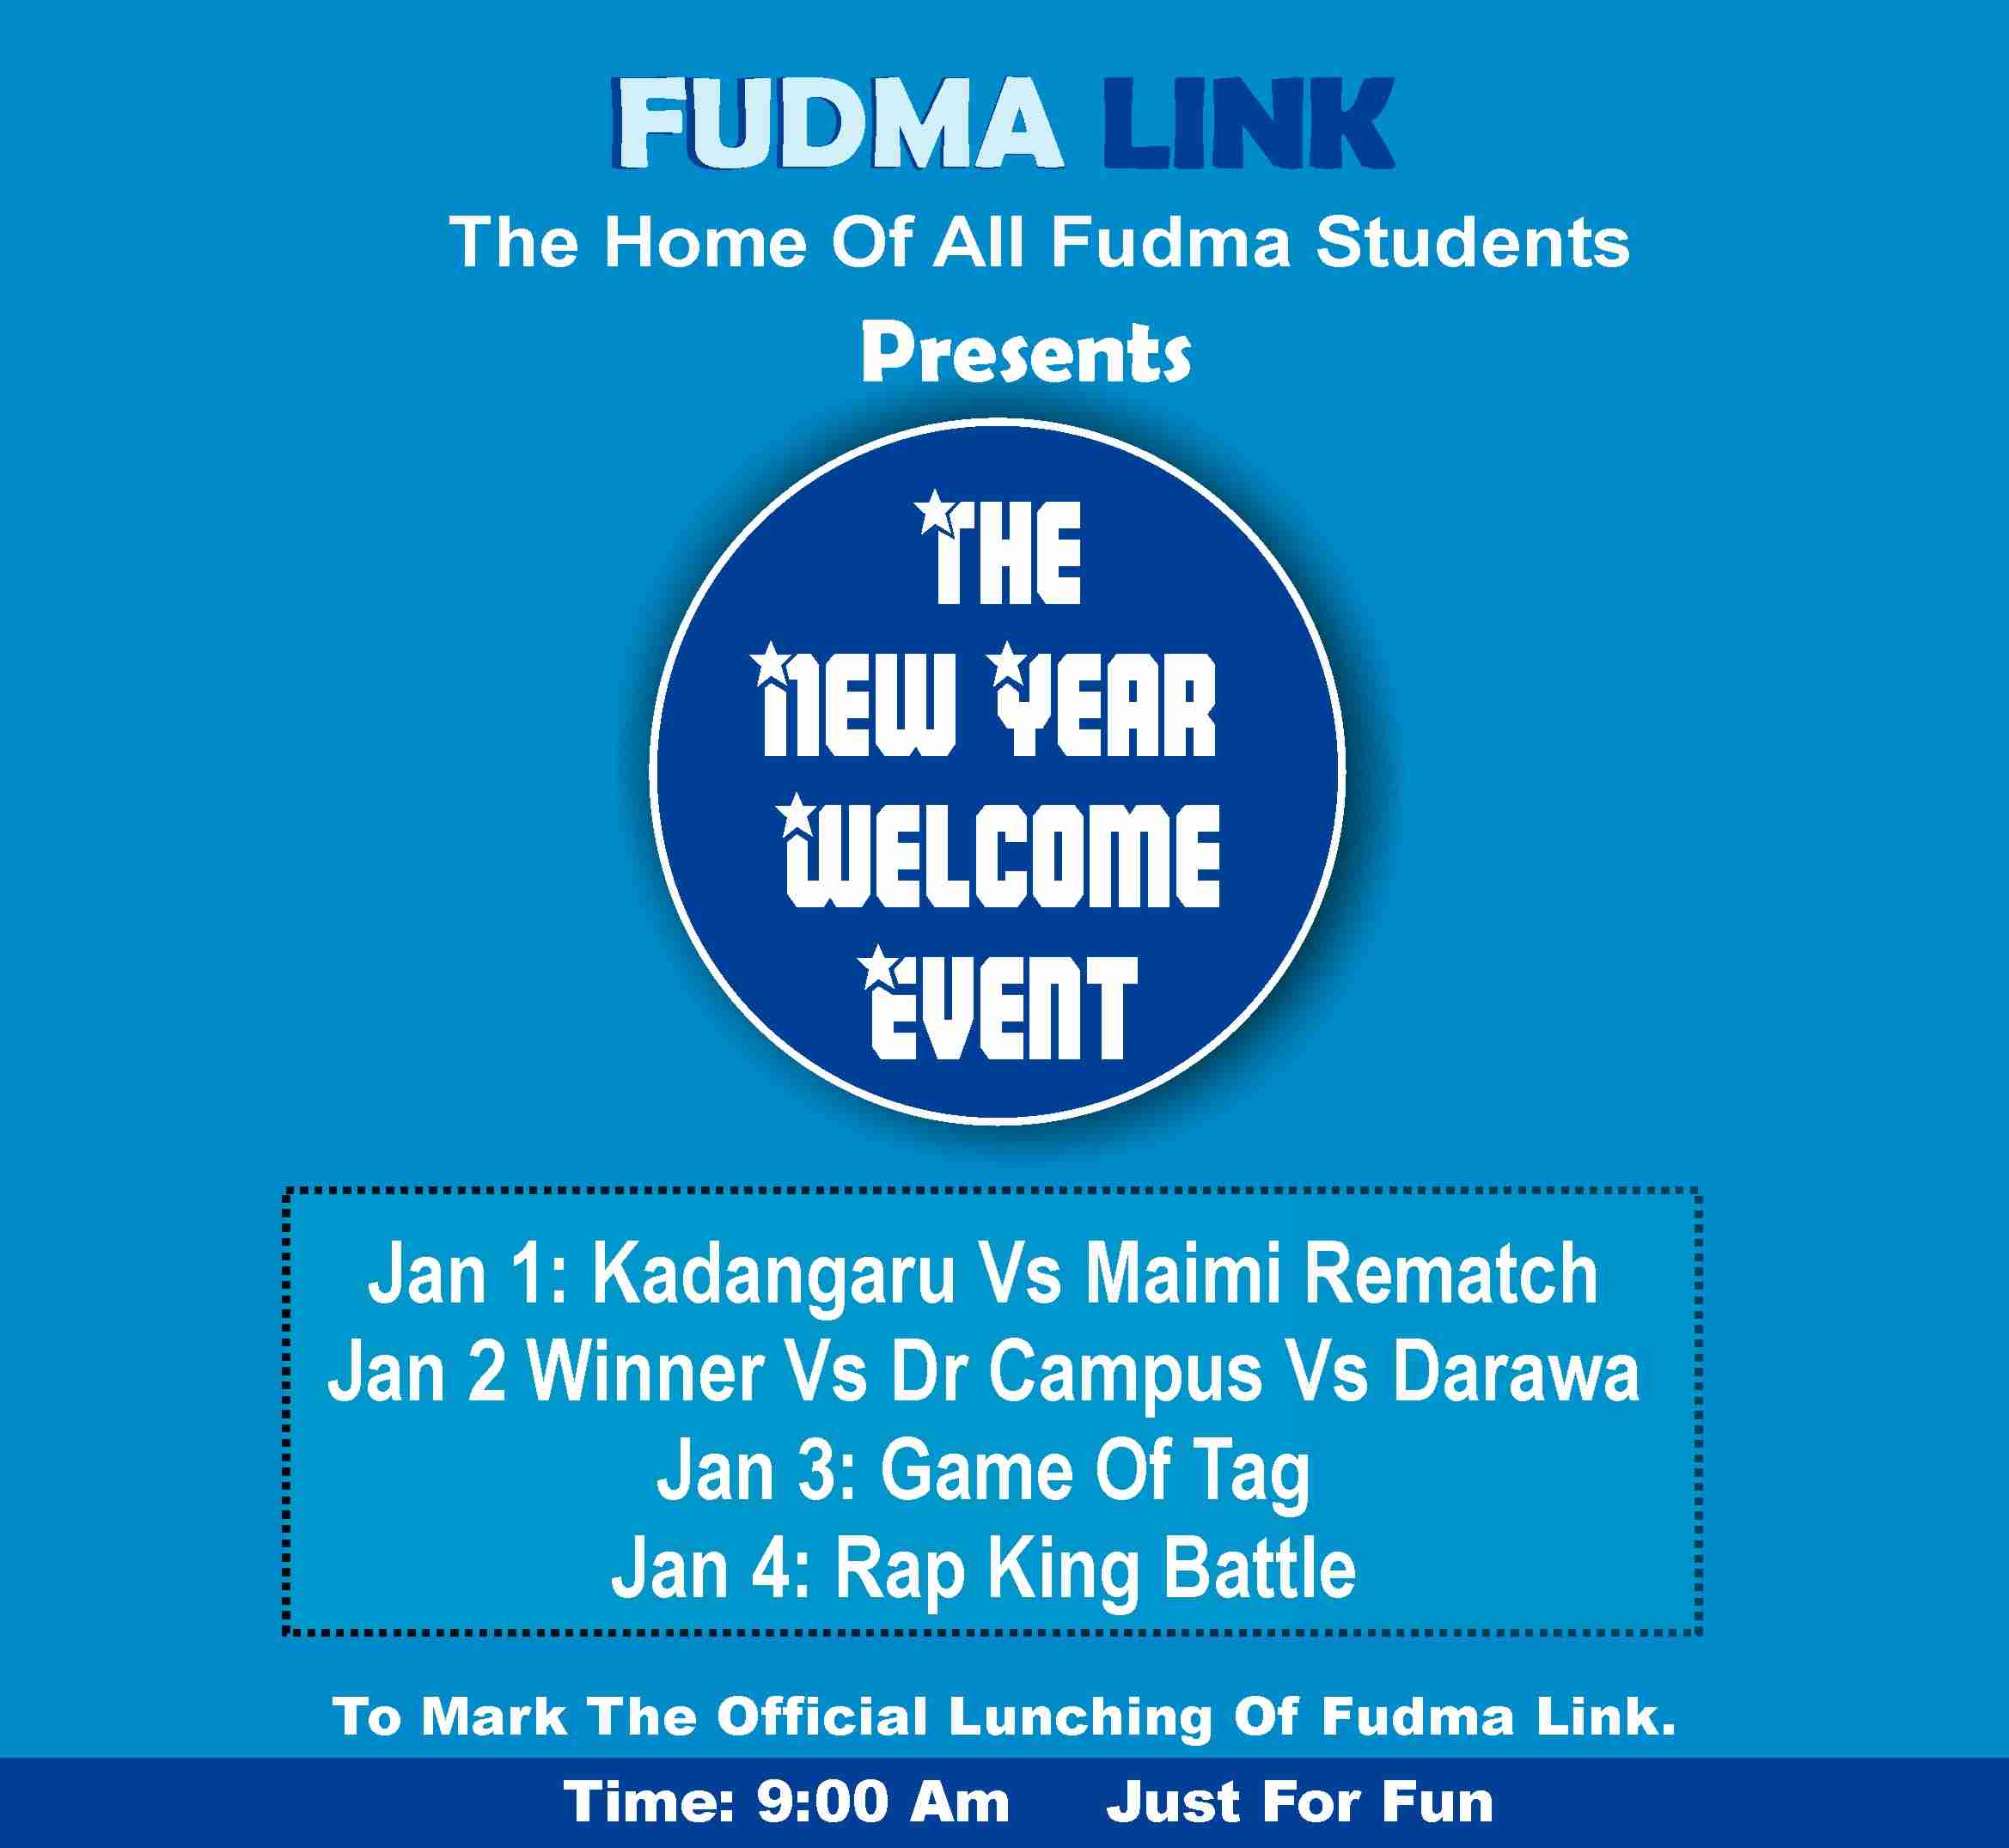 FUDMA LINK
The Home Of All Fudma Students
Presents
THE
NEW YEAR
WELCOME
EVENT
Jan 1: Kadangaru Vs Maimi Rematch
Jan 2 Winner Vs Dr Campus Vs Darawa
Jan 3: Game Of Tag
Jan 4: Rap King Battle
To Mark The Official Lunching Of Fudma Link.
Time: 9:00 Am Just For Fun